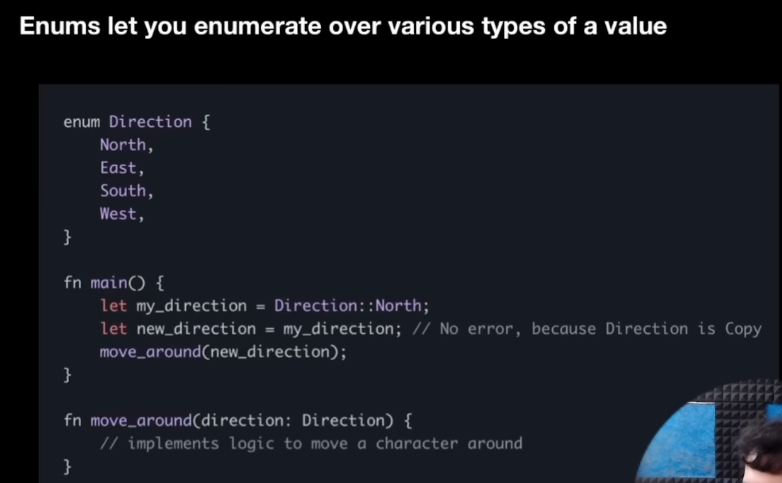 Enums let you enumerate over various types of a value
enum Direction {
    North,
    East,
    South,
    West,
}
fn main() {
    let my_direction = Direction::North;
    let new_direction = my_direction; // No error, because Direction is Copy
    move_around(new_direction);
}
fn move_around(direction: Direction) {
    // implements logic to move a character around
}